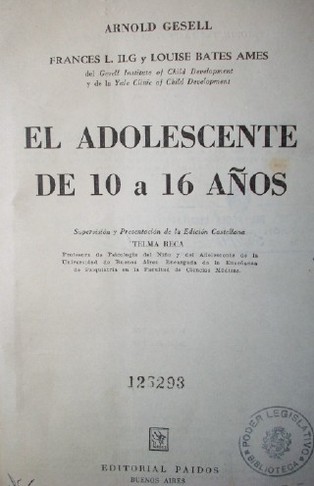 ARNOLD GESELL
FRANCES L. ILG y LOUISE BATES AMES
del Gesell Institute of Child Development
y de la Yale Clinic of Child Development
EL ADOLESCENTE
DE 10 a 16 AÑOS
Supervisión y Presentación de la Edición Castellana
TELMA RECA
Profesora de Psicología del Niño y del Adolescente de la
Universidad de Buenos Aires. Encargada de la Enseñanza
de Psiquiatría en la Facultad de Ciencias Médicas.
126293
PODER LEGISLATIVO
BIBLIOTECA
EDITORIAL PAIDOS
BUENOS AIRES